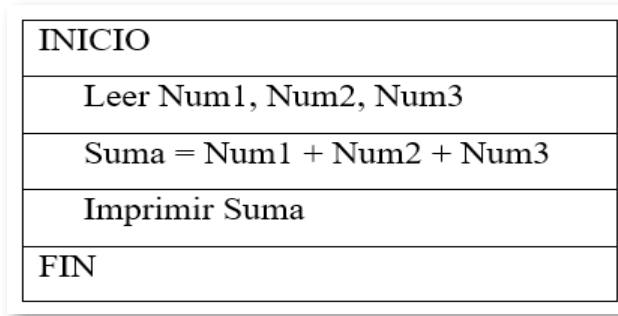 INICIO
Leer Num1, Num2, Num3
Suma = Num1 + Num2 + Num3
Imprimir Suma
FIN